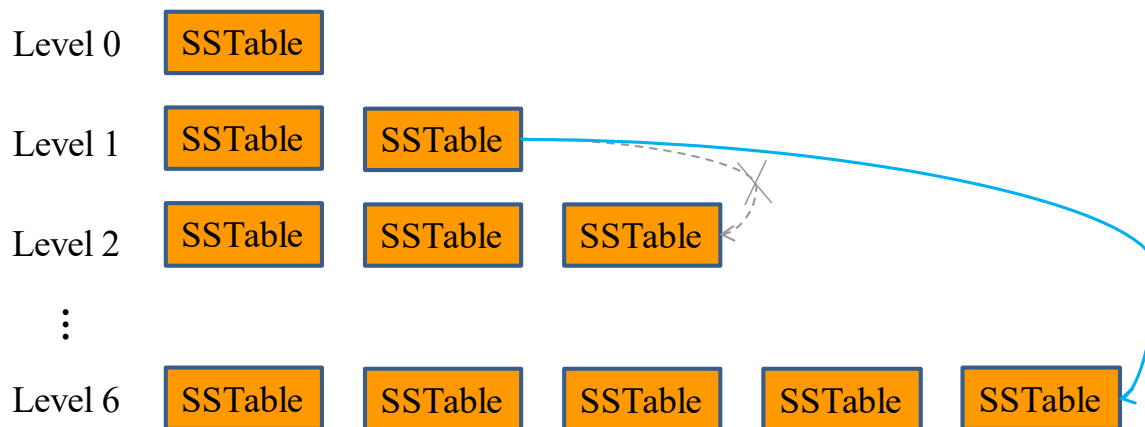 Level 0 SSTable
Level 1 SSTable SSTable
Level 2 SSTable SSTable SSTable
⋮
Level 6 SSTable SSTable SSTable SSTable SSTable